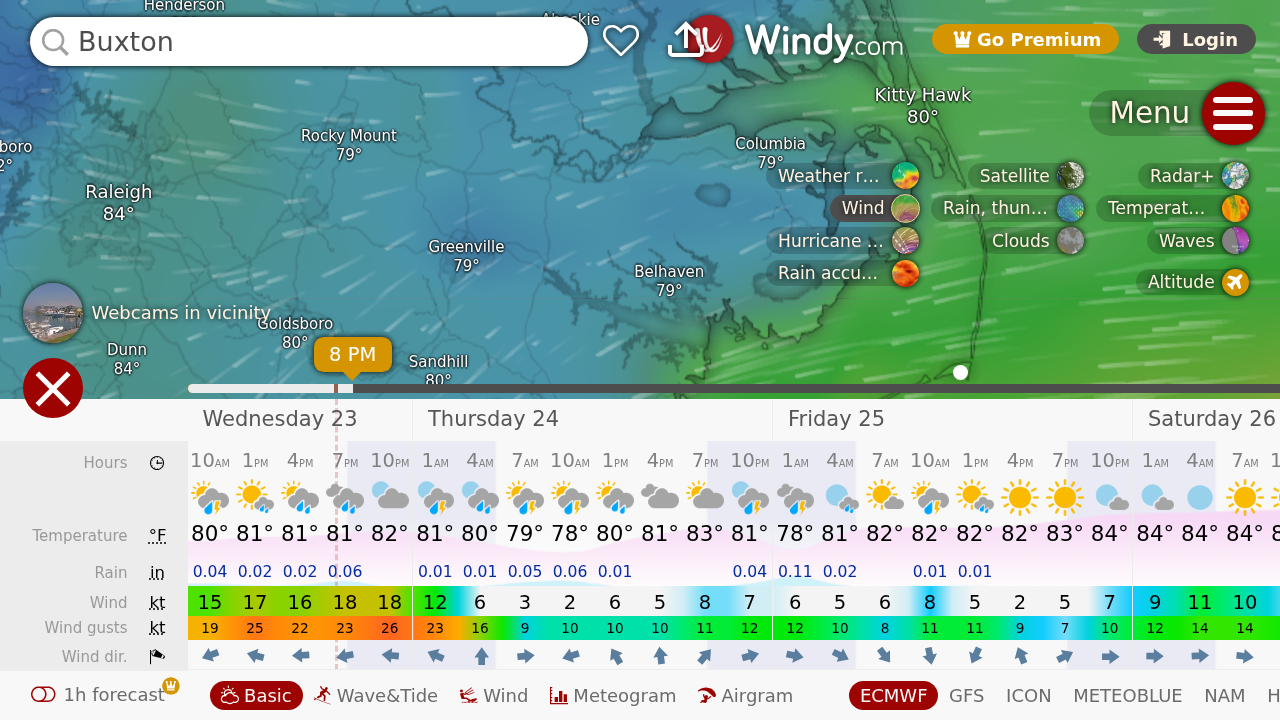 Henderson
Buxton
Windy.com
Go Premium
Login
Kitty Hawk
80°
Menu
Rocky Mount
79°
Columbia
79°
Weather r...
Satellite
Radar+
Raleigh
84°
Wind
Rain, thun...
Temperat...
Greenville
79°
Hurricane ...
Clouds
Waves
Belhaven
79°
Rain accu...
Altitude
Webcams in vicinity
Goldsboro
80°
Dunn
84°
8 PM
Sandhill
80°
Wednesday 23 Thursday 24 Friday 25 Saturday 26
Hours 10AM 1PM 4PM 7PM 10PM 1AM 4AM 7AM 10AM 1PM 4PM 7PM 10PM 1AM 4AM 7AM 10AM 1PM 4PM 7PM 10PM 1AM 4AM 7AM
Temperature °F 80° 81° 81° 81° 82° 81° 80° 79° 78° 80° 81° 83° 81° 78° 81° 82° 82° 82° 82° 83° 84° 84° 84° 84°
Rain in 0.04 0.02 0.02 0.06 0.01 0.01 0.05 0.06 0.01 0.04 0.11 0.02 0.01 0.01
Wind kt 15 17 16 18 18 12 6 3 2 6 5 8 7 6 5 6 8 5 2 5 7 9 11 10
Wind gusts kt 19 25 22 23 26 23 16 9 10 10 10 11 12 12 10 8 11 11 9 7 10 12 14 14
Wind dir.
1h forecast
Basic Wave&Tide Wind Meteogram Airgram ECMWF GFS ICON METEOBLUE NAM